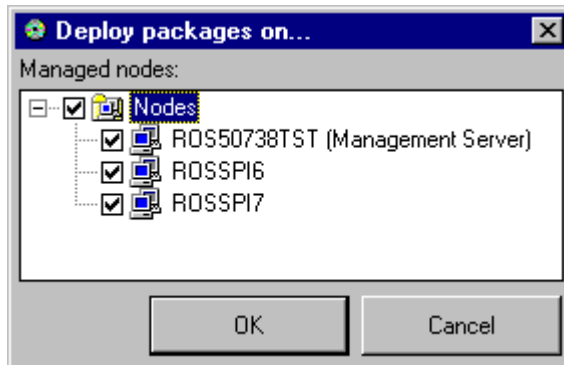 Deploy packages on...
Managed nodes:
Nodes
ROS50738TST (Management Server)
ROSSPI6
ROSSPI7
OK Cancel